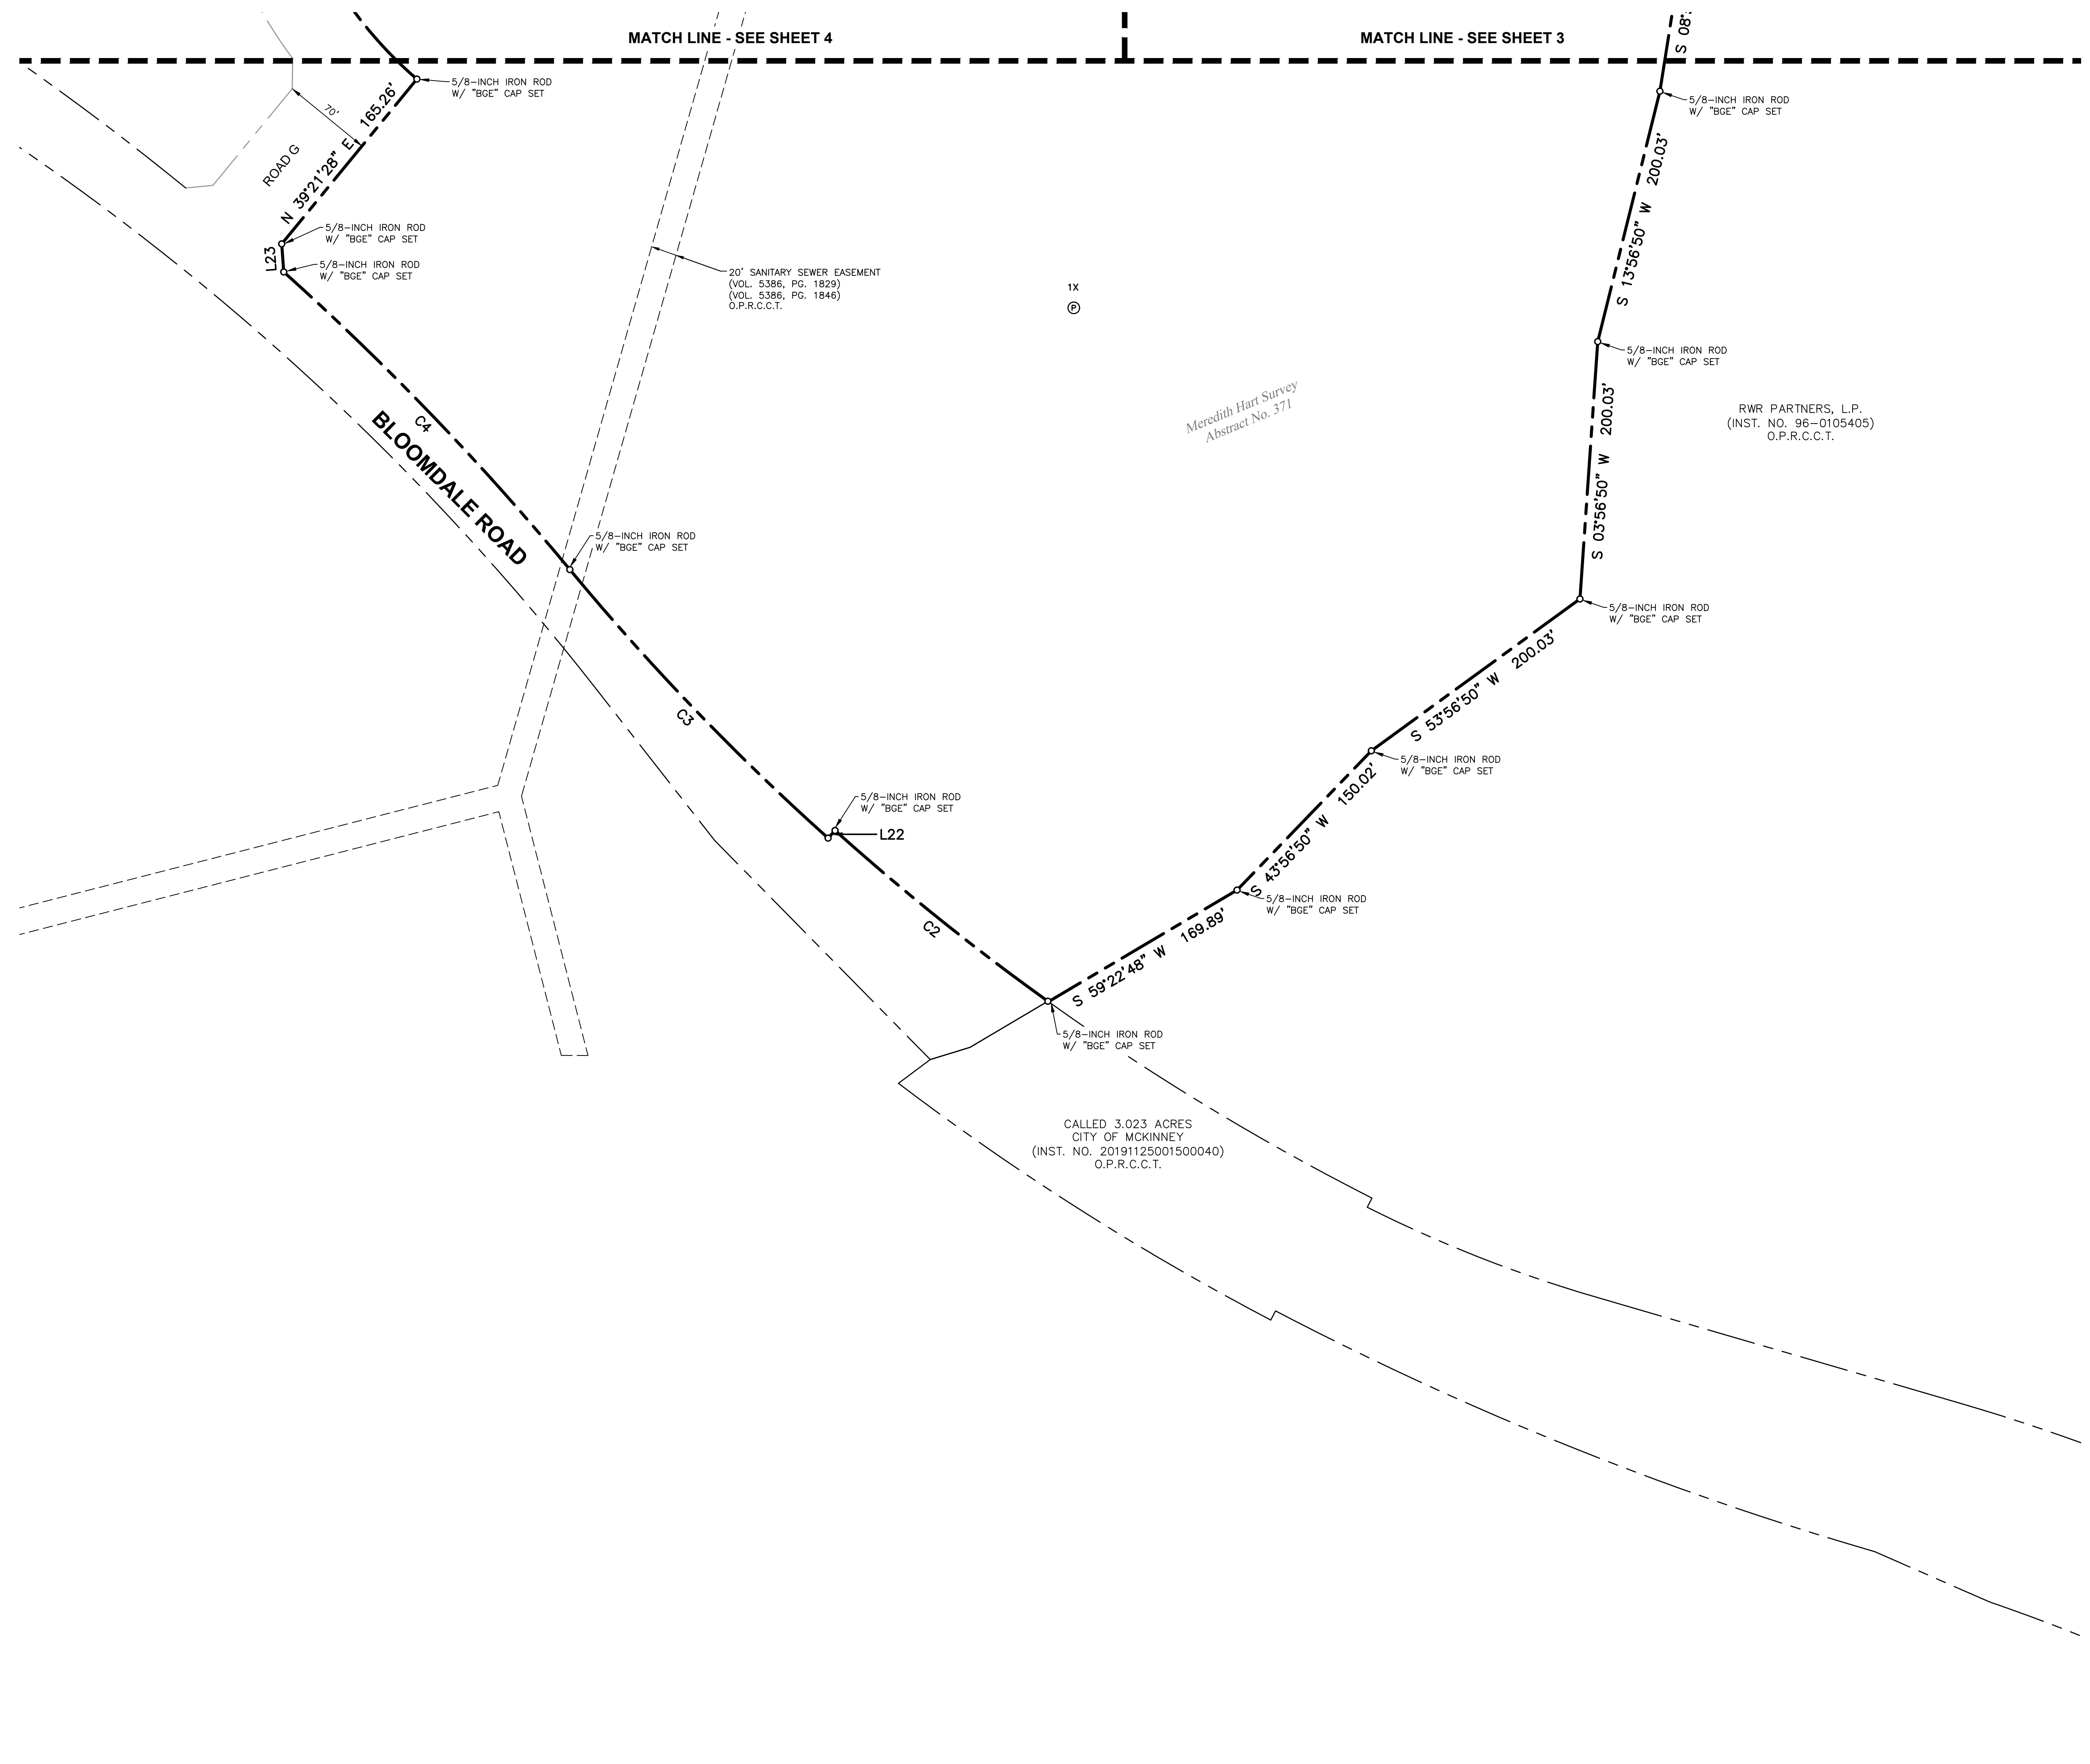 MATCH LINE - SEE SHEET 4
MATCH LINE - SEE SHEET 3
S 08°
5/8-INCH IRON ROD
W/ "BGE" CAP SET
5/8-INCH IRON ROD
W/ "BGE" CAP SET
70'
N 39°21'28" E 165.26'
ROAD G
S 13°56'50" W 200.03'
5/8-INCH IRON ROD
W/ "BGE" CAP SET
L23
5/8-INCH IRON ROD
W/ "BGE" CAP SET
20' SANITARY SEWER EASEMENT
(VOL. 5386, PG. 1829)
(VOL. 5386, PG. 1846)
O.P.R.C.C.T.
1X
P
5/8-INCH IRON ROD
W/ "BGE" CAP SET
Meredith Hart Survey
Abstract No. 371
RWR PARTNERS, L.P.
(INST. NO. 96-0105405)
O.P.R.C.C.T.
C4
BLOOMDALE ROAD
S 03°56'50" W 200.03'
5/8-INCH IRON ROD
W/ "BGE" CAP SET
5/8-INCH IRON ROD
W/ "BGE" CAP SET
S 53°56'50" W 200.03'
C3
5/8-INCH IRON ROD
W/ "BGE" CAP SET
S 43°56'50" W 150.02'
5/8-INCH IRON ROD
W/ "BGE" CAP SET
L22
5/8-INCH IRON ROD
W/ "BGE" CAP SET
C2
S 59°22'48" W 169.89'
5/8-INCH IRON ROD
W/ "BGE" CAP SET
CALLED 3.023 ACRES
CITY OF MCKINNEY
(INST. NO. 20191125001500040)
O.P.R.C.C.T.